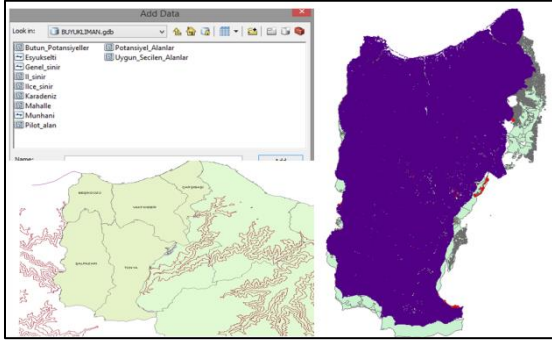 Add Data
Look in: BUYUKLIMAN.gdb
Butun_Potansiyeller
Esyukselti
Genel_sinir
Il_sinir
Ilce_sinir
Karadeniz
Mahalle
Munhani
Pilot_alan
Potansiyel_Alanlar
Uygun_Secilen_Alanlar
Name:
Add